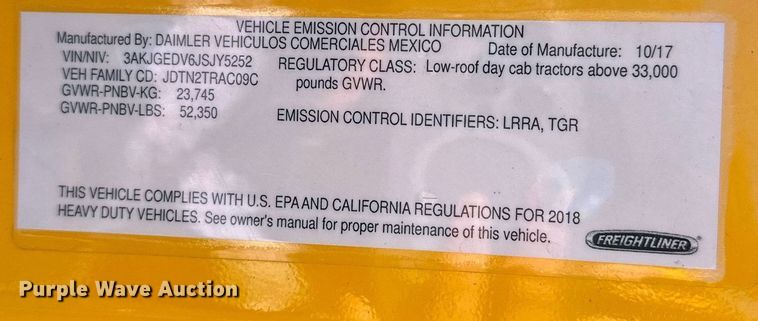 VEHICLE EMISSION CONTROL INFORMATION
Manufactured By: DAIMLER VEHICULOS COMERCIALES MEXICO Date of Manufacture: 10/17
VIN/NIV: 3AKJGEDV6JSJY5252 REGULATORY CLASS: Low-roof day cab tractors above 33,000
VEH FAMILY CD: JDTN2TRAC09C pounds GVWR.
GVWR-PNBV-KG: 23,745
GVWR-PNBV-LBS: 52,350 EMISSION CONTROL IDENTIFIERS: LRRA, TGR
THIS VEHICLE COMPLIES WITH U.S. EPA AND CALIFORNIA REGULATIONS FOR 2018
HEAVY DUTY VEHICLES. See owner's manual for proper maintenance of this vehicle.
FREIGHTLINER
Purple Wave Auction